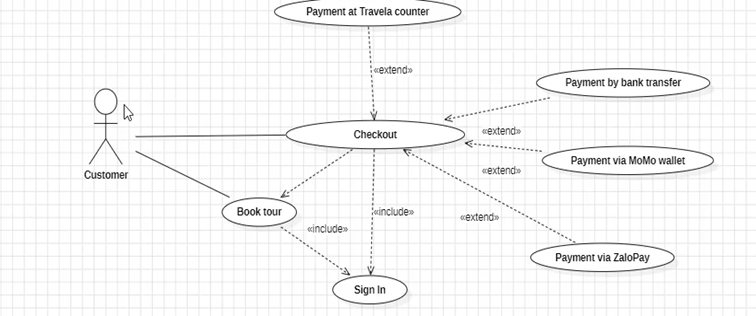 Payment at Travela counter
«extend»
Payment by bank transfer
Checkout
«extend»
Payment via MoMo wallet
«extend»
Customer
Book tour
«include»
«extend»
«include»
Payment via ZaloPay
Sign In